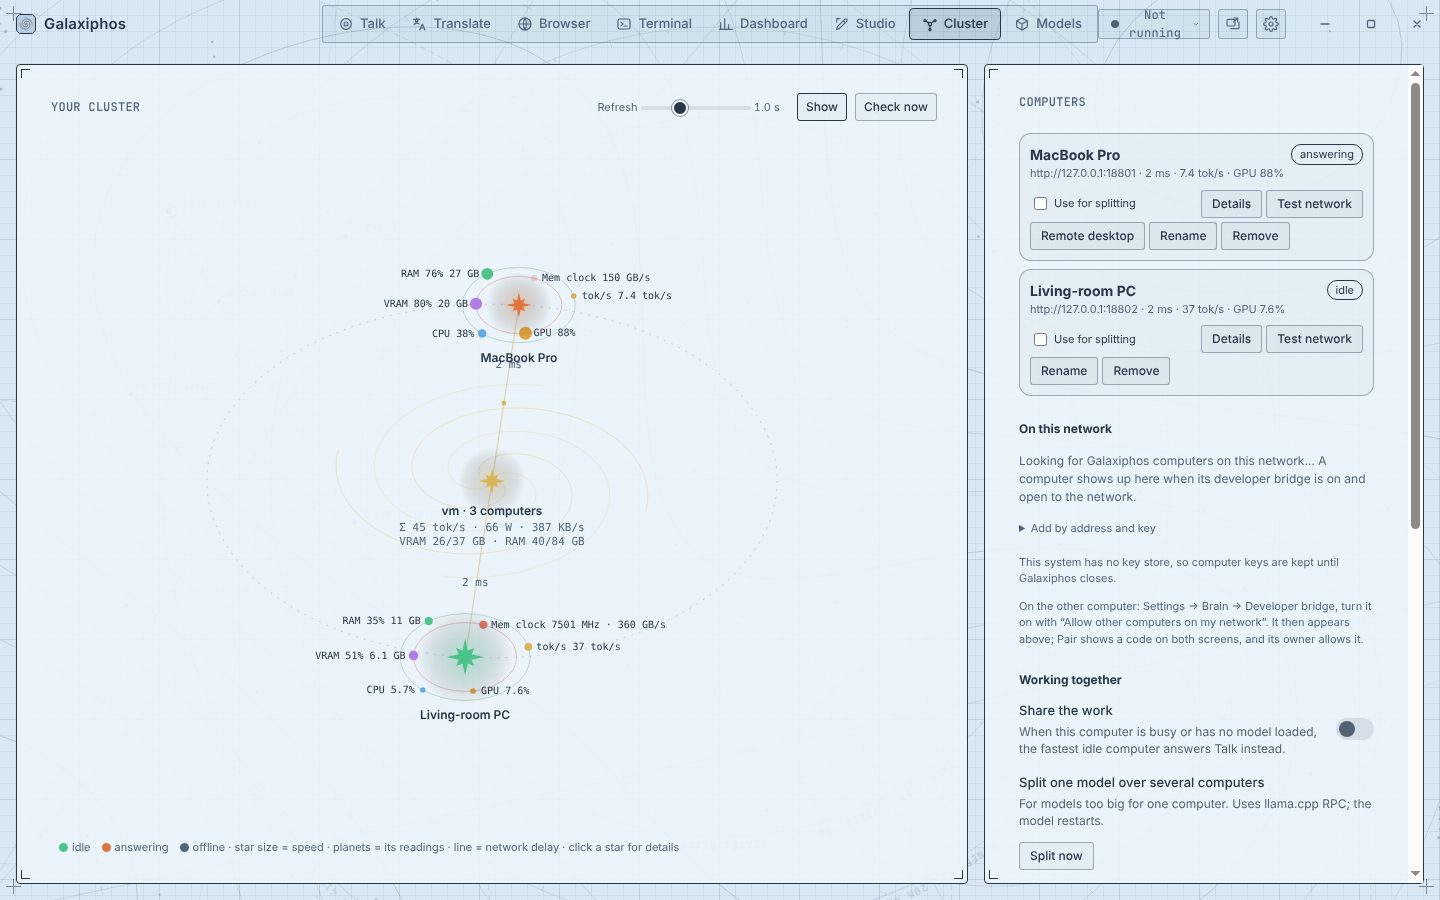 Galaxiphos
Talk
Translate
Browser
Terminal
Dashboard
Studio
Cluster
Models
Not running
YOUR CLUSTER
Refresh
1.0 s
Show
Check now
RAM 76% 27 GB
Mem clock 150 GB/s
tok/s 7.4 tok/s
VRAM 80% 20 GB
CPU 38%
GPU 88%
MacBook Pro
2 ms
vm · 3 computers
Σ 45 tok/s · 66 W · 387 KB/s
VRAM 26/37 GB · RAM 40/84 GB
2 ms
RAM 35% 11 GB
Mem clock 7501 MHz · 360 GB/s
tok/s 37 tok/s
VRAM 51% 6.1 GB
CPU 5.7%
GPU 7.6%
Living-room PC
idle
answering
offline · star size = speed · planets = its readings · line = network delay · click a star for details
COMPUTERS
MacBook Pro
answering
http://127.0.0.1:18801 · 2 ms · 7.4 tok/s · GPU 88%
Use for splitting
Details
Test network
Remote desktop
Rename
Remove
Living-room PC
idle
http://127.0.0.1:18802 · 2 ms · 37 tok/s · GPU 7.6%
Use for splitting
Details
Test network
Rename
Remove
On this network
Looking for Galaxiphos computers on this network... A
computer shows up here when its developer bridge is on and
open to the network.
Add by address and key
This system has no key store, so computer keys are kept until
Galaxiphos closes.
On the other computer: Settings → Brain → Developer bridge, turn it
on with “Allow other computers on my network”. It then appears
above; Pair shows a code on both screens, and its owner allows it.
Working together
Share the work
When this computer is busy or has no model loaded,
the fastest idle computer answers Talk instead.
Split one model over several computers
For models too big for one computer. Uses llama.cpp RPC; the
model restarts.
Split now